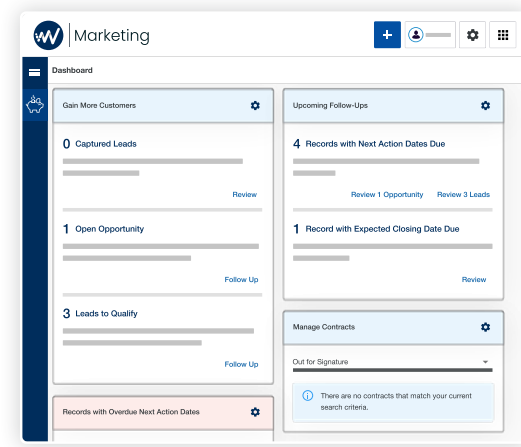 W Marketing
Dashboard
Gain More Customers
0 Captured Leads
Review
1 Open Opportunity
Follow Up
3 Leads to Qualify
Follow Up
Records with Overdue Next Action Dates
Upcoming Follow-Ups
4 Records with Next Action Dates Due
Review 1 Opportunity Review 3 Leads
1 Record with Expected Closing Date Due
Review
Manage Contracts
Out for Signature
There are no contracts that match your current
search criteria.